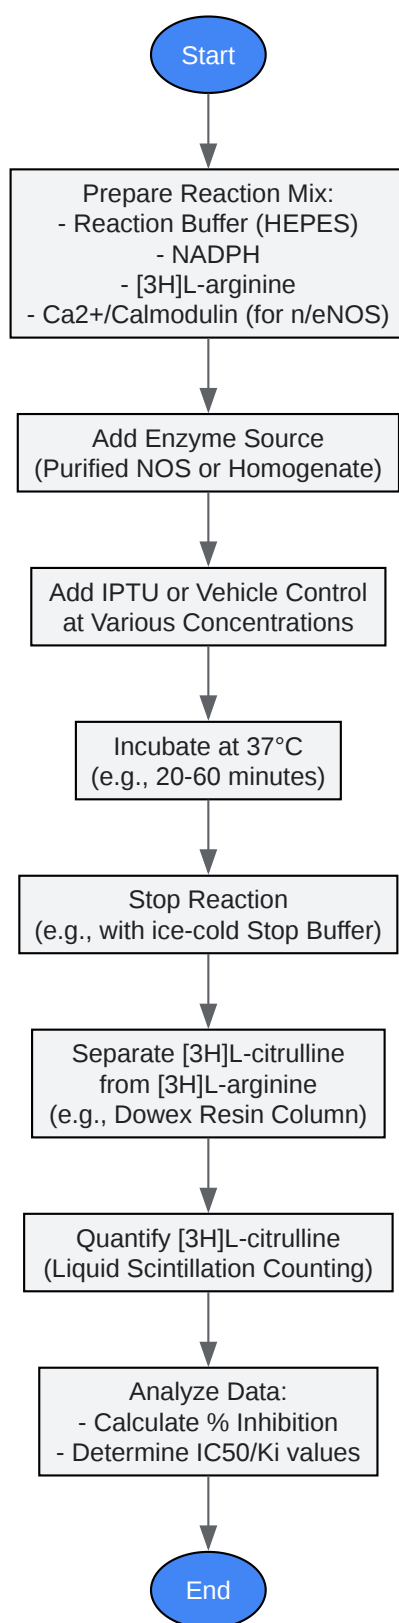 Start
Prepare Reaction Mix:
- Reaction Buffer (HEPES)
- NADPH
- [3H]L-arginine
- Ca2+/Calmodulin (for n/eNOS)
Add Enzyme Source
(Purified NOS or Homogenate)
Add IPTU or Vehicle Control
at Various Concentrations
Incubate at 37°C
(e.g., 20-60 minutes)
Stop Reaction
(e.g., with ice-cold Stop Buffer)
Separate [3H]L-citrulline
from [3H]L-arginine
(e.g., Dowex Resin Column)
Quantify [3H]L-citrulline
(Liquid Scintillation Counting)
Analyze Data:
- Calculate % Inhibition
- Determine IC50/Ki values
End